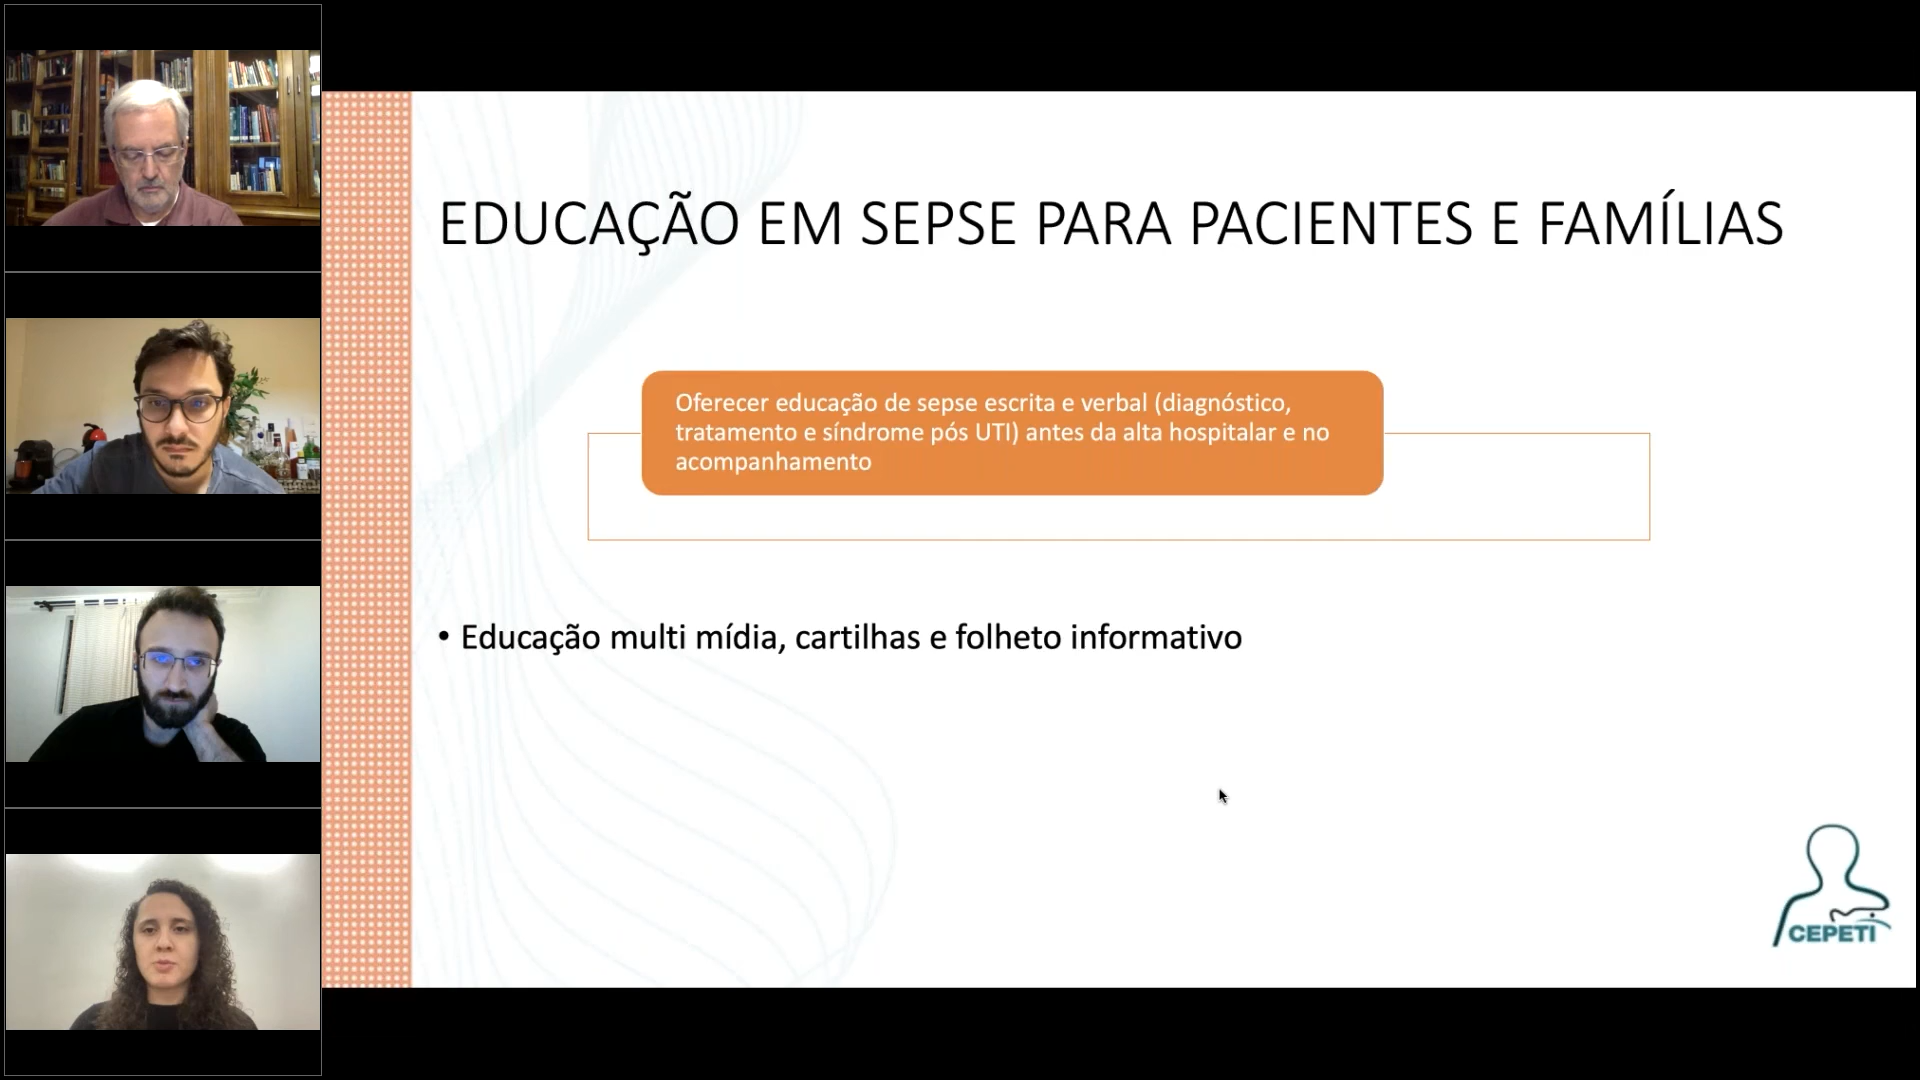 EDUCAÇÃO EM SEPSE PARA PACIENTES E FAMÍLIAS
Oferecer educação de sepse escrita e verbal (diagnóstico,
tratamento e síndrome pós UTI) antes da alta hospitalar e no
acompanhamento
• Educação multi mídia, cartilhas e folheto informativo
CEPETI